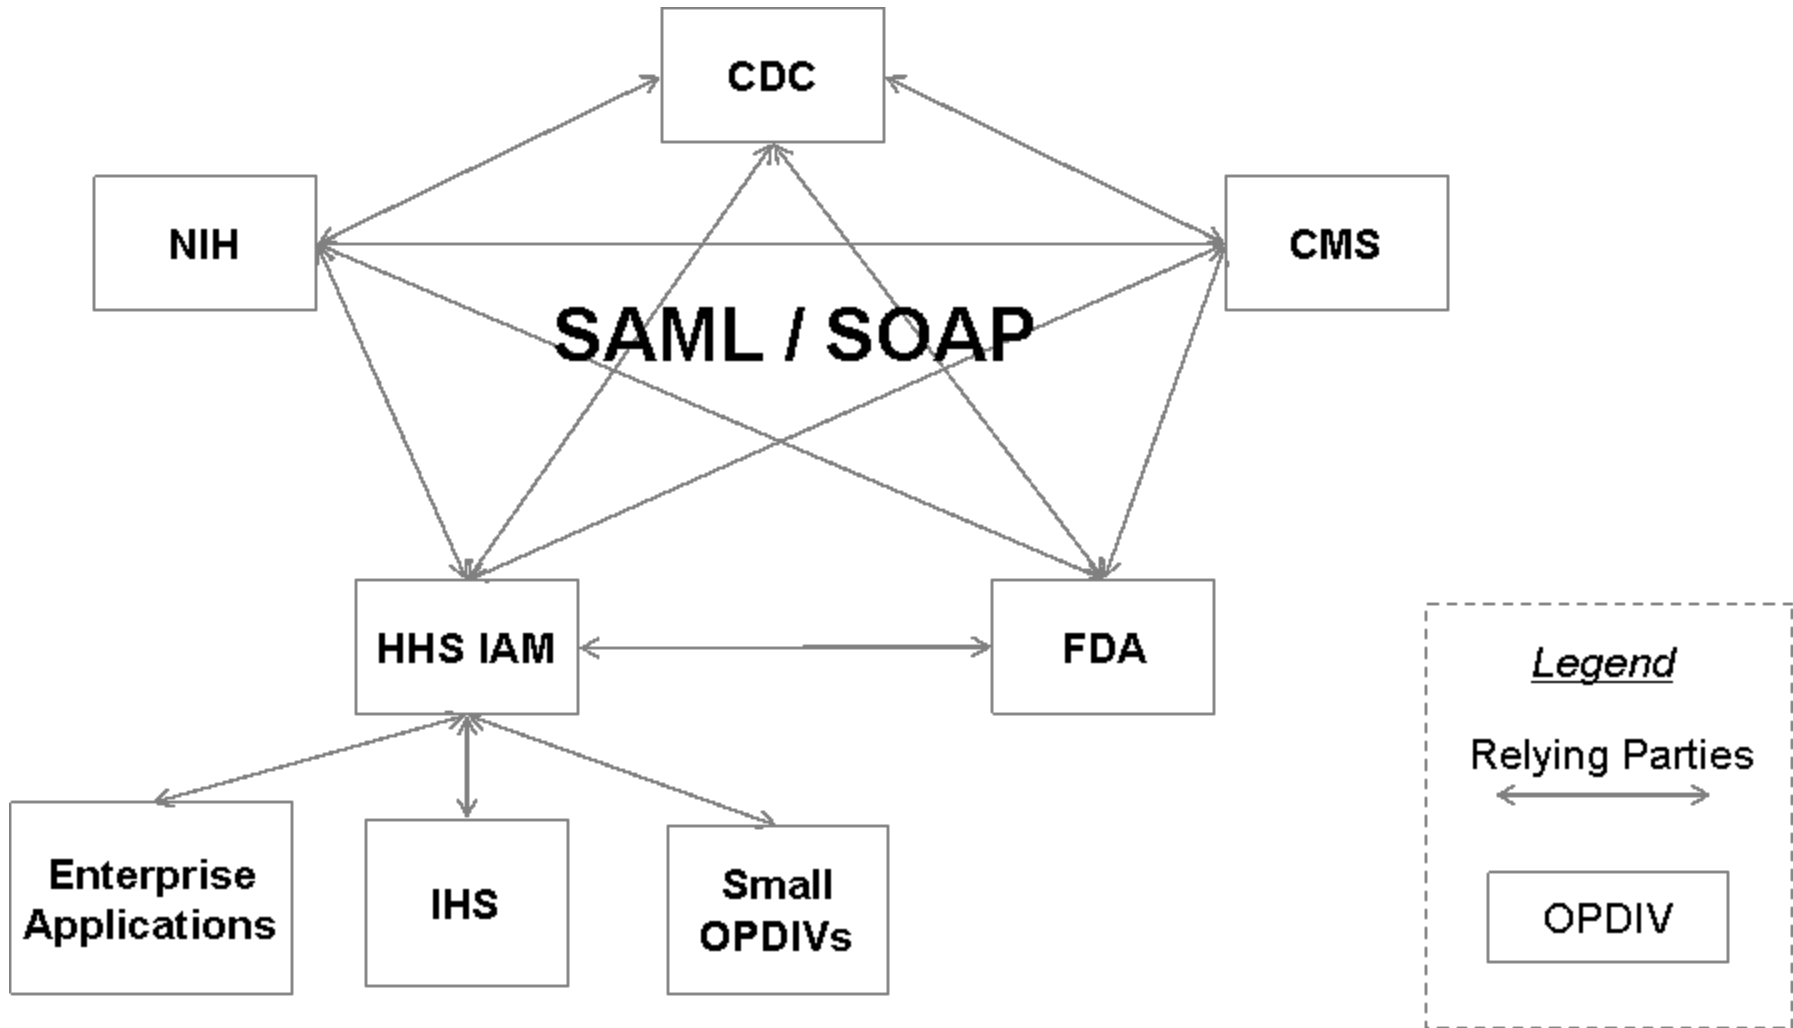 CDC
NIH
CMS
SAML / SOAP
HHS IAM
FDA
Enterprise
Applications
IHS
Small
OPDIVs
Legend
Relying Parties
OPDIV